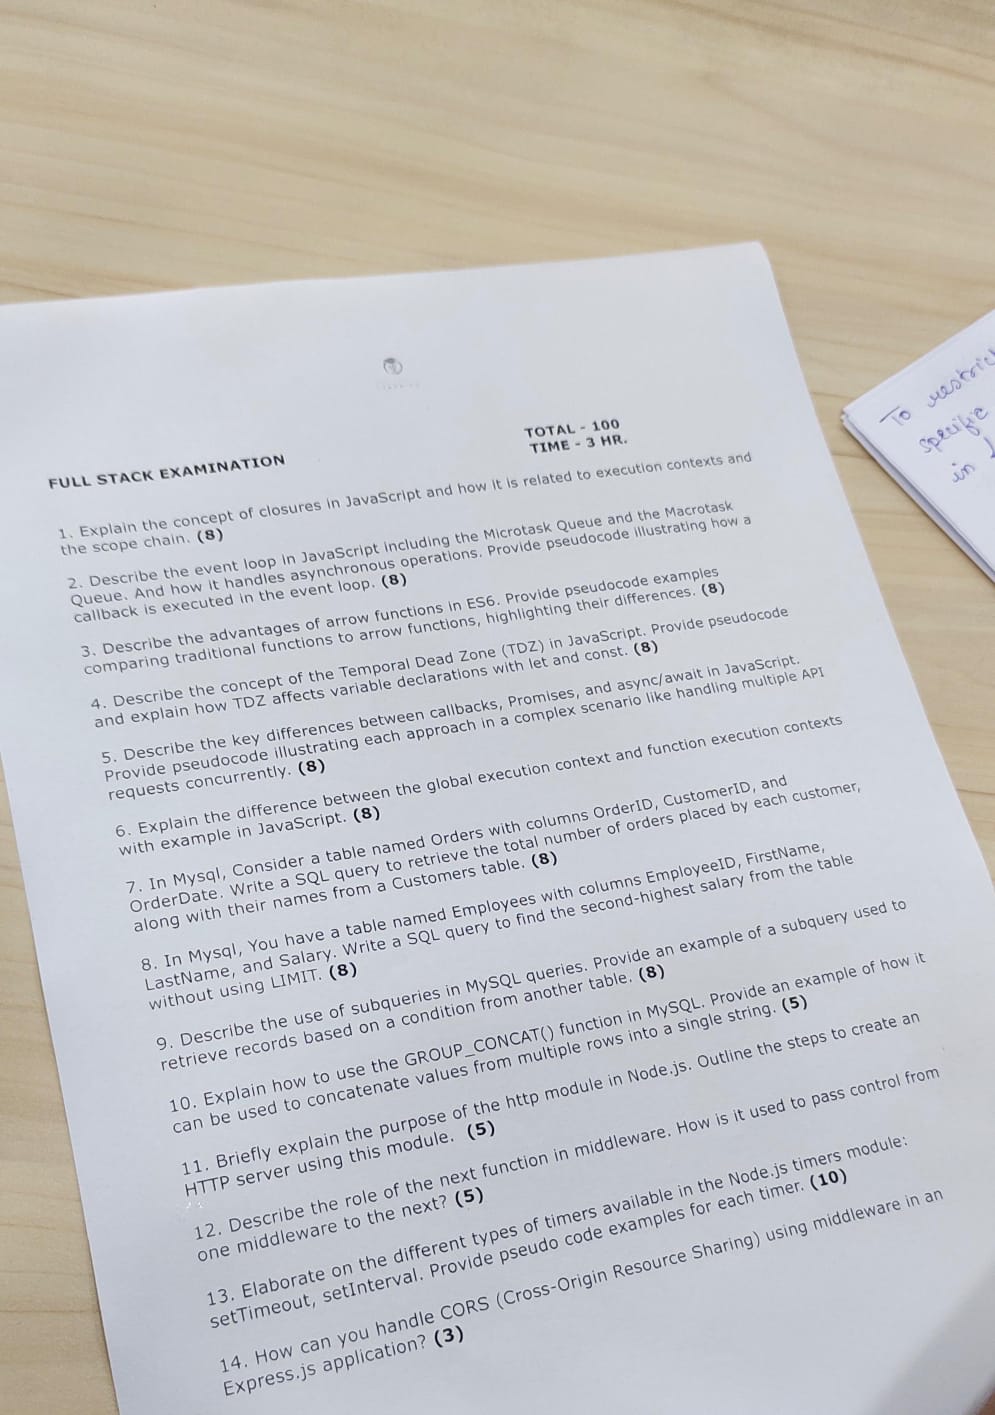 TOTAL - 100
TIME - 3 HR.
FULL STACK EXAMINATION
1. Explain the concept of closures in JavaScript and how it is related to execution contexts and
the scope chain. (8)
2. Describe the event loop in JavaScript including the Microtask Queue and the Macrotask
Queue. And how it handles asynchronous operations. Provide pseudocode illustrating how a
callback is executed in the event loop. (8)
3. Describe the advantages of arrow functions in ES6. Provide pseudocode examples
comparing traditional functions to arrow functions, highlighting their differences. (8)
4. Describe the concept of the Temporal Dead Zone (TDZ) in JavaScript. Provide pseudocode
and explain how TDZ affects variable declarations with let and const. (8)
5. Describe the key differences between callbacks, Promises, and async/await in JavaScript.
Provide pseudocode illustrating each approach in a complex scenario like handling multiple API
requests concurrently. (8)
6. Explain the difference between the global execution context and function execution contexts
with example in JavaScript. (8)
7. In Mysql, Consider a table named Orders with columns OrderID, CustomerID, and
OrderDate. Write a SQL query to retrieve the total number of orders placed by each customer,
along with their names from a Customers table. (8)
8. In Mysql, You have a table named Employees with columns EmployeeID, FirstName,
LastName, and Salary. Write a SQL query to find the second-highest salary from the table
without using LIMIT. (8)
9. Describe the use of subqueries in MySQL queries. Provide an example of a subquery used to
retrieve records based on a condition from another table. (8)
10. Explain how to use the GROUP_CONCAT() function in MySQL. Provide an example of how it
can be used to concatenate values from multiple rows into a single string. (5)
11. Briefly explain the purpose of the http module in Node.js. Outline the steps to create an
HTTP server using this module. (5)
12. Describe the role of the next function in middleware. How is it used to pass control from
one middleware to the next? (5)
13. Elaborate on the different types of timers available in the Node.js timers module:
setTimeout, setInterval. Provide pseudo code examples for each timer. (10)
14. How can you handle CORS (Cross-Origin Resource Sharing) using middleware in an
Express.js application? (3)
To
specific
in